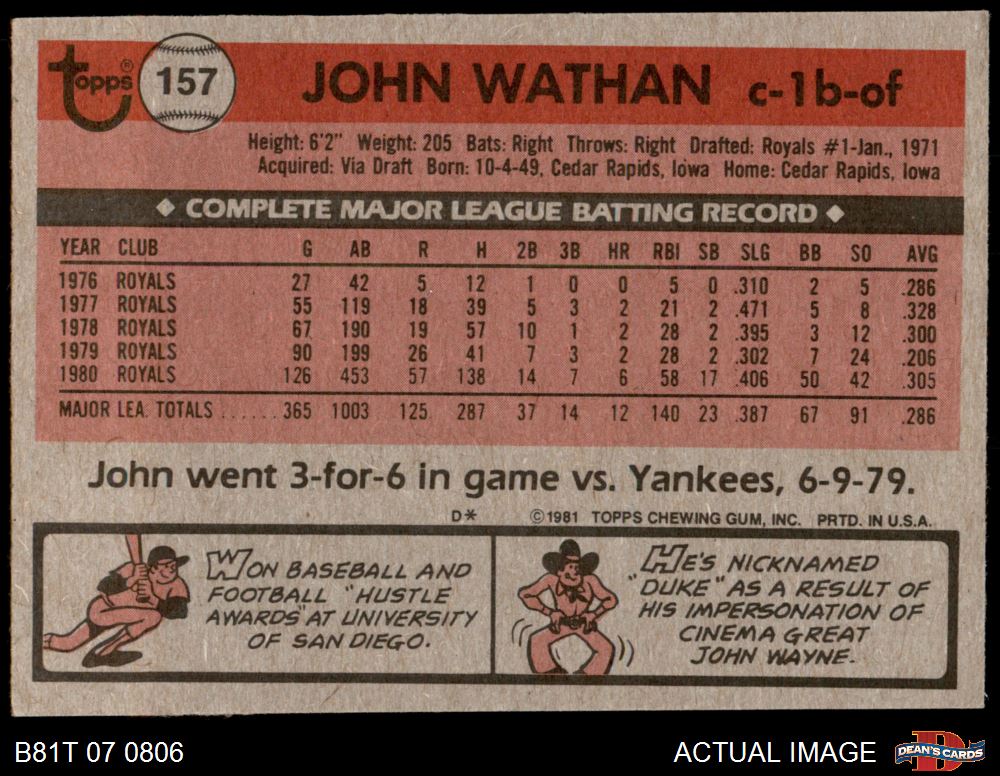 topps®
157
JOHN WATHAN c-1b-of
Height: 6'2" Weight: 205 Bats: Right Throws: Right Drafted: Royals #1-Jan., 1971
Acquired: Via Draft Born: 10-4-49, Cedar Rapids, Iowa Home: Cedar Rapids, Iowa
◆ COMPLETE MAJOR LEAGUE BATTING RECORD ◆
YEAR CLUB G AB R H 2B 3B HR RBI SB SLG BB SO AVG
1976 ROYALS 27 42 5 12 1 0 0 5 0 .310 2 5 .286
1977 ROYALS 55 119 18 39 5 3 2 21 2 .471 5 8 .328
1978 ROYALS 67 190 19 57 10 1 2 28 2 .395 3 12 .300
1979 ROYALS 90 199 26 41 7 3 2 28 2 .302 7 24 .206
1980 ROYALS 126 453 57 138 14 7 6 58 17 .406 50 42 .305
MAJOR LEA. TOTALS ...... 365 1003 125 287 37 14 12 140 23 .387 67 91 .286
John went 3-for-6 in game vs. Yankees, 6-9-79.
D* ©1981 TOPPS CHEWING GUM, INC. PRTD. IN U.S.A.
WON BASEBALL AND
FOOTBALL "HUSTLE
AWARDS" AT UNIVERSITY
OF SAN DIEGO.
HE'S NICKNAMED
"DUKE" AS A RESULT OF
HIS IMPERSONATION OF
CINEMA GREAT
JOHN WAYNE.
B81T 07 0806
ACTUAL IMAGE
DEAN'S CARDS